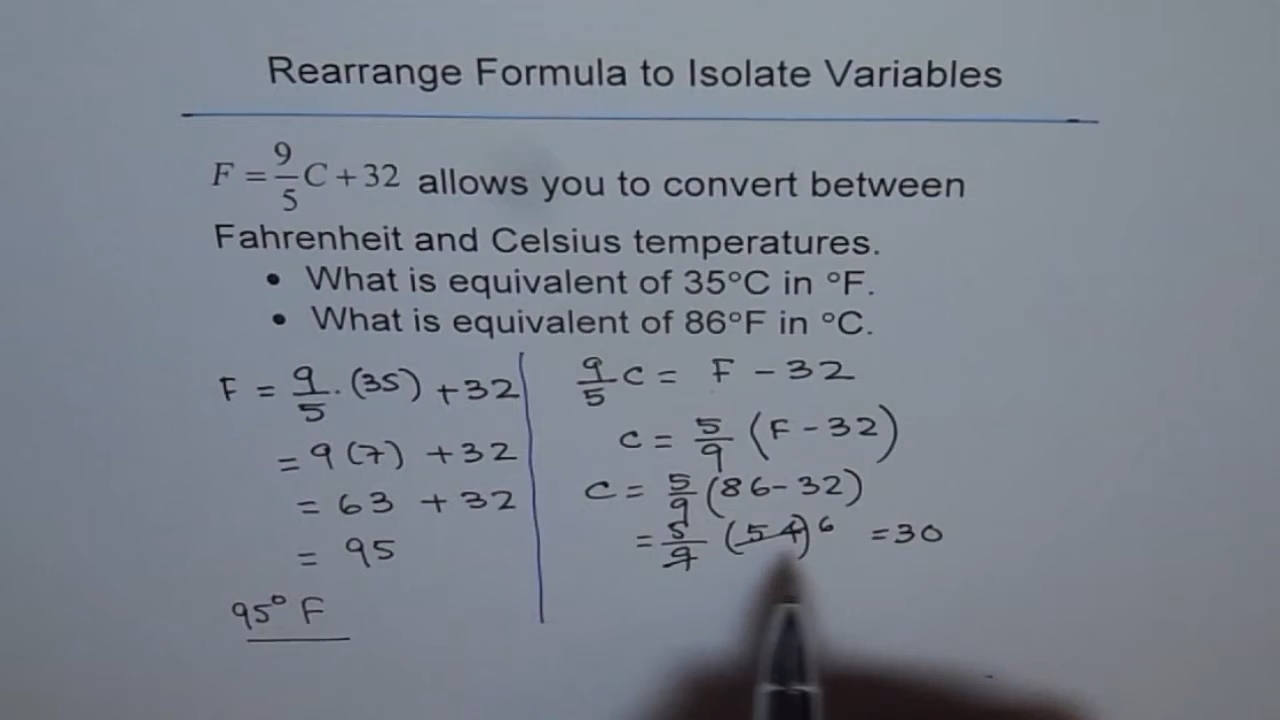 Rearrange Formula to Isolate Variables
F = 9/5 C + 32 allows you to convert between
Fahrenheit and Celsius temperatures.
• What is equivalent of 35°C in °F.
• What is equivalent of 86°F in °C.
F = 9/5 · (35) + 32
= 9(7) + 32
= 63 + 32
= 95
95° F
9/5 C = F - 32
C = 5/9 (F - 32)
C = 5/9 (86 - 32)
= 5/9 (54) 6 = 30